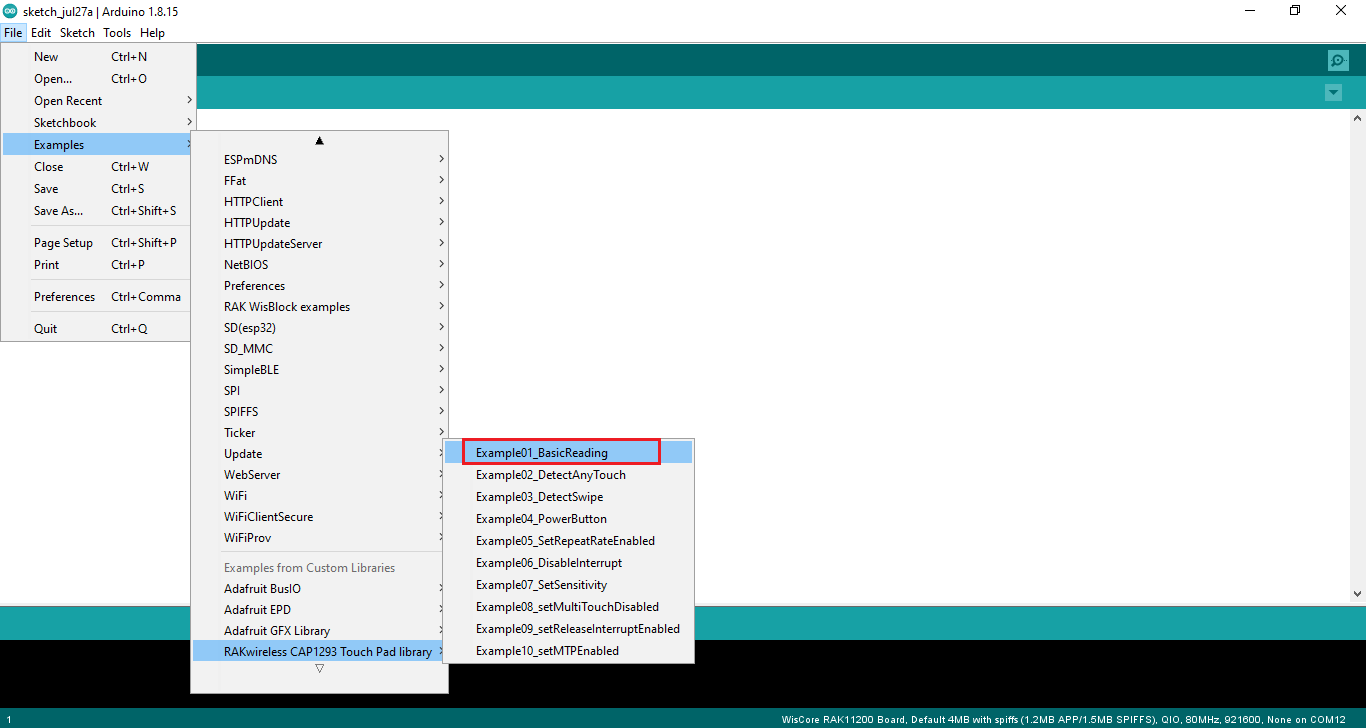 sketch_jul27a | Arduino 1.8.15
File Edit Sketch Tools Help
New Ctrl+N
Open... Ctrl+O
Open Recent
Sketchbook
Examples
Close Ctrl+W
Save Ctrl+S
Save As... Ctrl+Shift+S
Page Setup Ctrl+Shift+P
Print Ctrl+P
Preferences Ctrl+Comma
Quit Ctrl+Q
ESPmDNS
FFat
HTTPClient
HTTPUpdate
HTTPUpdateServer
NetBIOS
Preferences
RAK WisBlock examples
SD(esp32)
SD_MMC
SimpleBLE
SPI
SPIFFS
Ticker
Update
WebServer
WiFi
WiFiClientSecure
WiFiProv
Examples from Custom Libraries
Adafruit BusIO
Adafruit EPD
Adafruit GFX Library
RAKwireless CAP1293 Touch Pad library
Example01_BasicReading
Example02_DetectAnyTouch
Example03_DetectSwipe
Example04_PowerButton
Example05_SetRepeatRateEnabled
Example06_DisableInterrupt
Example07_SetSensitivity
Example08_setMultiTouchDisabled
Example09_setReleaseInterruptEnabled
Example10_setMTPEnabled
1 WisCore RAK11200 Board, Default 4MB with spiffs (1.2MB APP/1.5MB SPIFFS), QIO, 80MHz, 921600, None on COM12